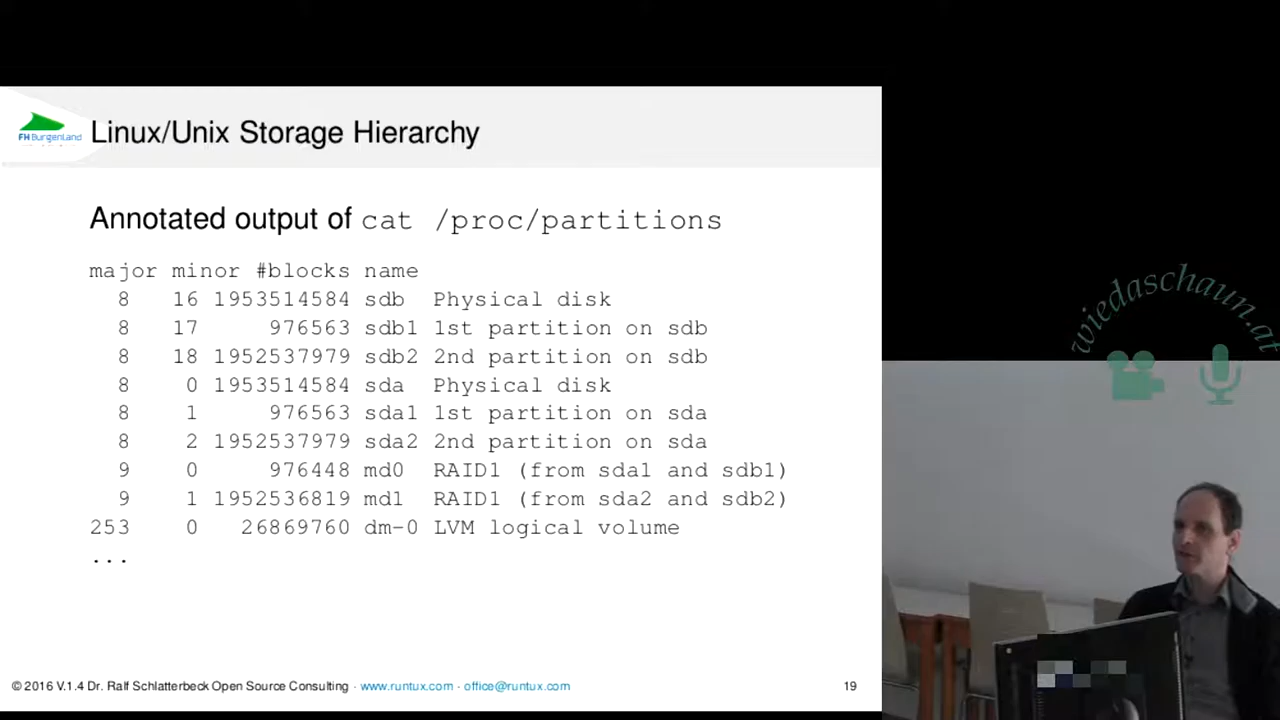 FH Burgenland
Linux/Unix Storage Hierarchy
Annotated output of cat /proc/partitions
major minor #blocks name
8 16 1953514584 sdb Physical disk
8 17 976563 sdb1 1st partition on sdb
8 18 1952537979 sdb2 2nd partition on sdb
8 0 1953514584 sda Physical disk
8 1 976563 sda1 1st partition on sda
8 2 1952537979 sda2 2nd partition on sda
9 0 976448 md0 RAID1 (from sda1 and sdb1)
9 1 1952536819 md1 RAID1 (from sda2 and sdb2)
253 0 26869760 dm-0 LVM logical volume
...
© 2016 V.1.4 Dr. Ralf Schlatterbeck Open Source Consulting · www.runtux.com · office@runtux.com
19
wiedaschaun.at